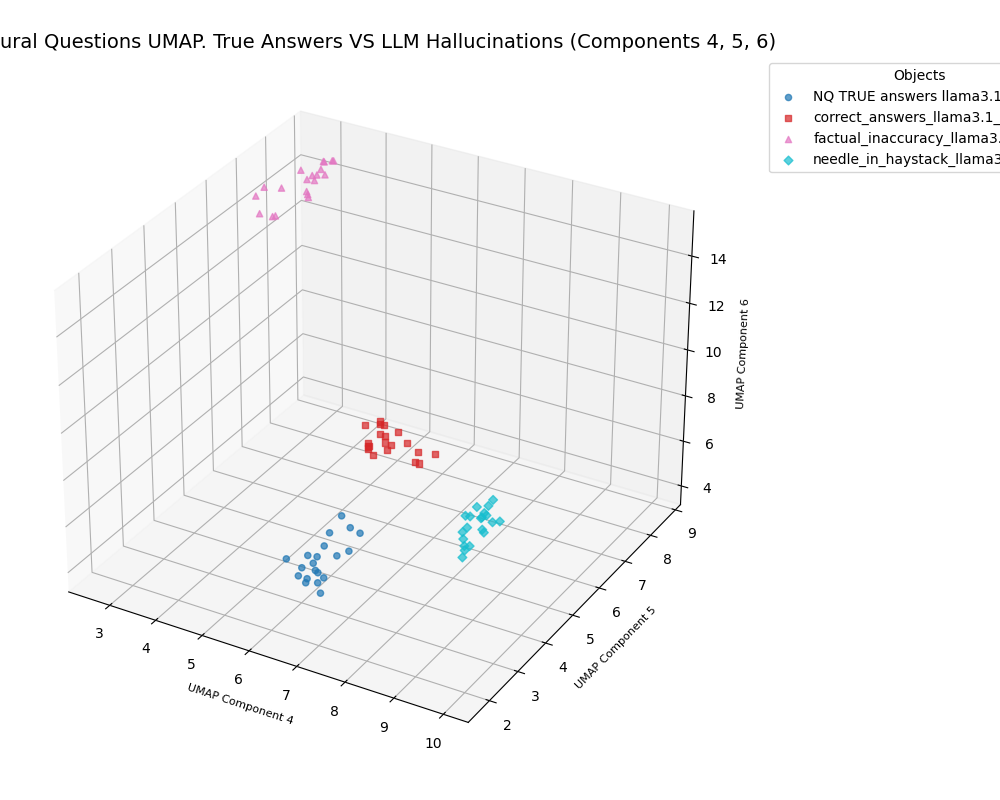 ural Questions UMAP. True Answers VS LLM Hallucinations (Components 4, 5, 6)
Objects
NQ TRUE answers llama3.1
correct_answers_llama3.1_
factual_inaccuracy_llama3.
needle_in_haystack_llama3
14
12
10
8
6
4
UMAP Component 6
9
8
7
6
5
4
3
2
UMAP Component 5
3
4
5
6
7
8
9
10
UMAP Component 4